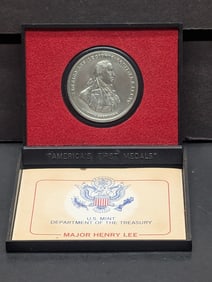 "AMERICA'S FIRST MEDALS"
U.S. MINT
DEPARTMENT OF THE TREASURY
MAJOR HENRY LEE